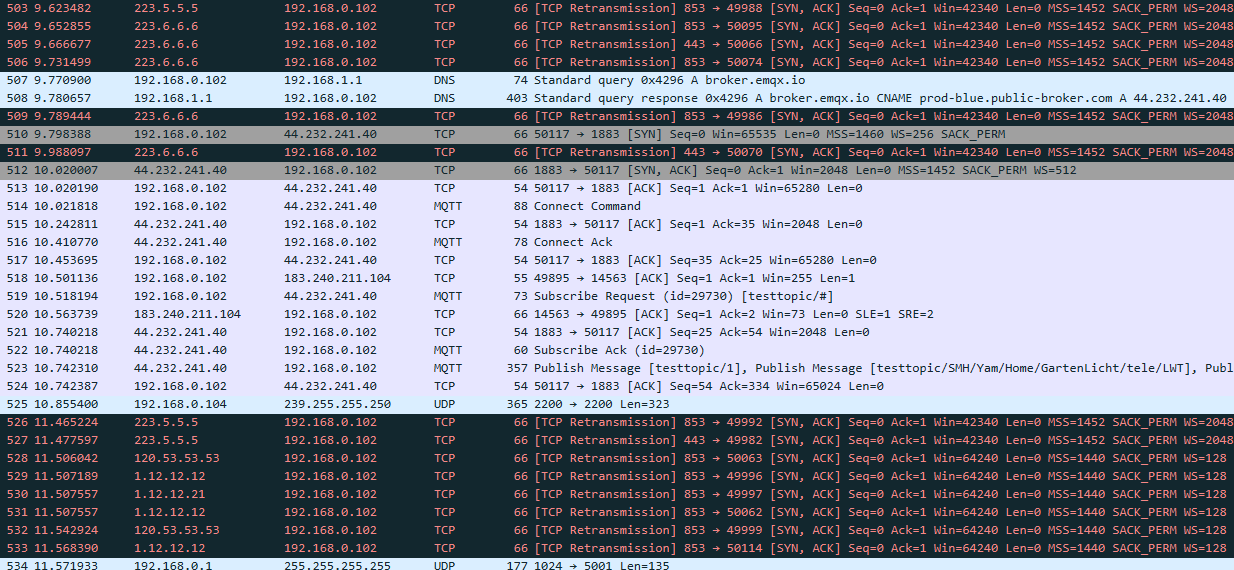 503 9.623482 223.5.5.5 192.168.0.102 TCP 66 [TCP Retransmission] 853 → 49988 [SYN, ACK] Seq=0 Ack=1 Win=42340 Len=0 MSS=1452 SACK_PERM WS=2048
504 9.652855 223.6.6.6 192.168.0.102 TCP 66 [TCP Retransmission] 853 → 50095 [SYN, ACK] Seq=0 Ack=1 Win=42340 Len=0 MSS=1452 SACK_PERM WS=2048
505 9.666677 223.6.6.6 192.168.0.102 TCP 66 [TCP Retransmission] 443 → 50066 [SYN, ACK] Seq=0 Ack=1 Win=42340 Len=0 MSS=1452 SACK_PERM WS=2048
506 9.731499 223.6.6.6 192.168.0.102 TCP 66 [TCP Retransmission] 853 → 50074 [SYN, ACK] Seq=0 Ack=1 Win=42340 Len=0 MSS=1452 SACK_PERM WS=2048
507 9.770900 192.168.0.102 192.168.1.1 DNS 74 Standard query 0x4296 A broker.emqx.io
508 9.780657 192.168.1.1 192.168.0.102 DNS 403 Standard query response 0x4296 A broker.emqx.io CNAME prod-blue.public-broker.com A 44.232.241.40
509 9.789444 223.6.6.6 192.168.0.102 TCP 66 [TCP Retransmission] 853 → 49986 [SYN, ACK] Seq=0 Ack=1 Win=42340 Len=0 MSS=1452 SACK_PERM WS=2048
510 9.798388 192.168.0.102 44.232.241.40 TCP 66 50117 → 1883 [SYN] Seq=0 Win=65535 Len=0 MSS=1460 WS=256 SACK_PERM
511 9.988097 223.6.6.6 192.168.0.102 TCP 66 [TCP Retransmission] 443 → 50070 [SYN, ACK] Seq=0 Ack=1 Win=42340 Len=0 MSS=1452 SACK_PERM WS=2048
512 10.020007 44.232.241.40 192.168.0.102 TCP 66 1883 → 50117 [SYN, ACK] Seq=0 Ack=1 Win=2048 Len=0 MSS=1452 SACK_PERM WS=512
513 10.020190 192.168.0.102 44.232.241.40 TCP 54 50117 → 1883 [ACK] Seq=1 Ack=1 Win=65280 Len=0
514 10.021818 192.168.0.102 44.232.241.40 MQTT 88 Connect Command
515 10.242811 44.232.241.40 192.168.0.102 TCP 54 1883 → 50117 [ACK] Seq=1 Ack=35 Win=2048 Len=0
516 10.410770 44.232.241.40 192.168.0.102 MQTT 78 Connect Ack
517 10.453695 192.168.0.102 44.232.241.40 TCP 54 50117 → 1883 [ACK] Seq=35 Ack=25 Win=65280 Len=0
518 10.501136 192.168.0.102 183.240.211.104 TCP 55 49895 → 14563 [ACK] Seq=1 Ack=1 Win=255 Len=1
519 10.518194 192.168.0.102 44.232.241.40 MQTT 73 Subscribe Request (id=29730) [testtopic/#]
520 10.563739 183.240.211.104 192.168.0.102 TCP 66 14563 → 49895 [ACK] Seq=1 Ack=2 Win=73 Len=0 SLE=1 SRE=2
521 10.740218 44.232.241.40 192.168.0.102 TCP 54 1883 → 50117 [ACK] Seq=25 Ack=54 Win=2048 Len=0
522 10.740218 44.232.241.40 192.168.0.102 MQTT 60 Subscribe Ack (id=29730)
523 10.742310 44.232.241.40 192.168.0.102 MQTT 357 Publish Message [testtopic/1], Publish Message [testtopic/SMH/Yam/Home/GartenLicht/tele/LWT], Publ
524 10.742387 192.168.0.102 44.232.241.40 TCP 54 50117 → 1883 [ACK] Seq=54 Ack=334 Win=65024 Len=0
525 10.855400 192.168.0.104 239.255.255.250 UDP 365 2200 → 2200 Len=323
526 11.465224 223.5.5.5 192.168.0.102 TCP 66 [TCP Retransmission] 853 → 49992 [SYN, ACK] Seq=0 Ack=1 Win=42340 Len=0 MSS=1452 SACK_PERM WS=2048
527 11.477597 223.5.5.5 192.168.0.102 TCP 66 [TCP Retransmission] 443 → 49982 [SYN, ACK] Seq=0 Ack=1 Win=42340 Len=0 MSS=1452 SACK_PERM WS=2048
528 11.506042 120.53.53.53 192.168.0.102 TCP 66 [TCP Retransmission] 853 → 50063 [SYN, ACK] Seq=0 Ack=1 Win=64240 Len=0 MSS=1440 SACK_PERM WS=128
529 11.507189 1.12.12.12 192.168.0.102 TCP 66 [TCP Retransmission] 853 → 49996 [SYN, ACK] Seq=0 Ack=1 Win=64240 Len=0 MSS=1440 SACK_PERM WS=128
530 11.507557 1.12.12.21 192.168.0.102 TCP 66 [TCP Retransmission] 853 → 49997 [SYN, ACK] Seq=0 Ack=1 Win=64240 Len=0 MSS=1440 SACK_PERM WS=128
531 11.507557 1.12.12.12 192.168.0.102 TCP 66 [TCP Retransmission] 853 → 50062 [SYN, ACK] Seq=0 Ack=1 Win=64240 Len=0 MSS=1440 SACK_PERM WS=128
532 11.542924 120.53.53.53 192.168.0.102 TCP 66 [TCP Retransmission] 853 → 49999 [SYN, ACK] Seq=0 Ack=1 Win=64240 Len=0 MSS=1440 SACK_PERM WS=128
533 11.568390 1.12.12.12 192.168.0.102 TCP 66 [TCP Retransmission] 853 → 50114 [SYN, ACK] Seq=0 Ack=1 Win=64240 Len=0 MSS=1440 SACK_PERM WS=128
534 11.571933 192.168.0.1 255.255.255.255 UDP 177 1024 → 5001 Len=135